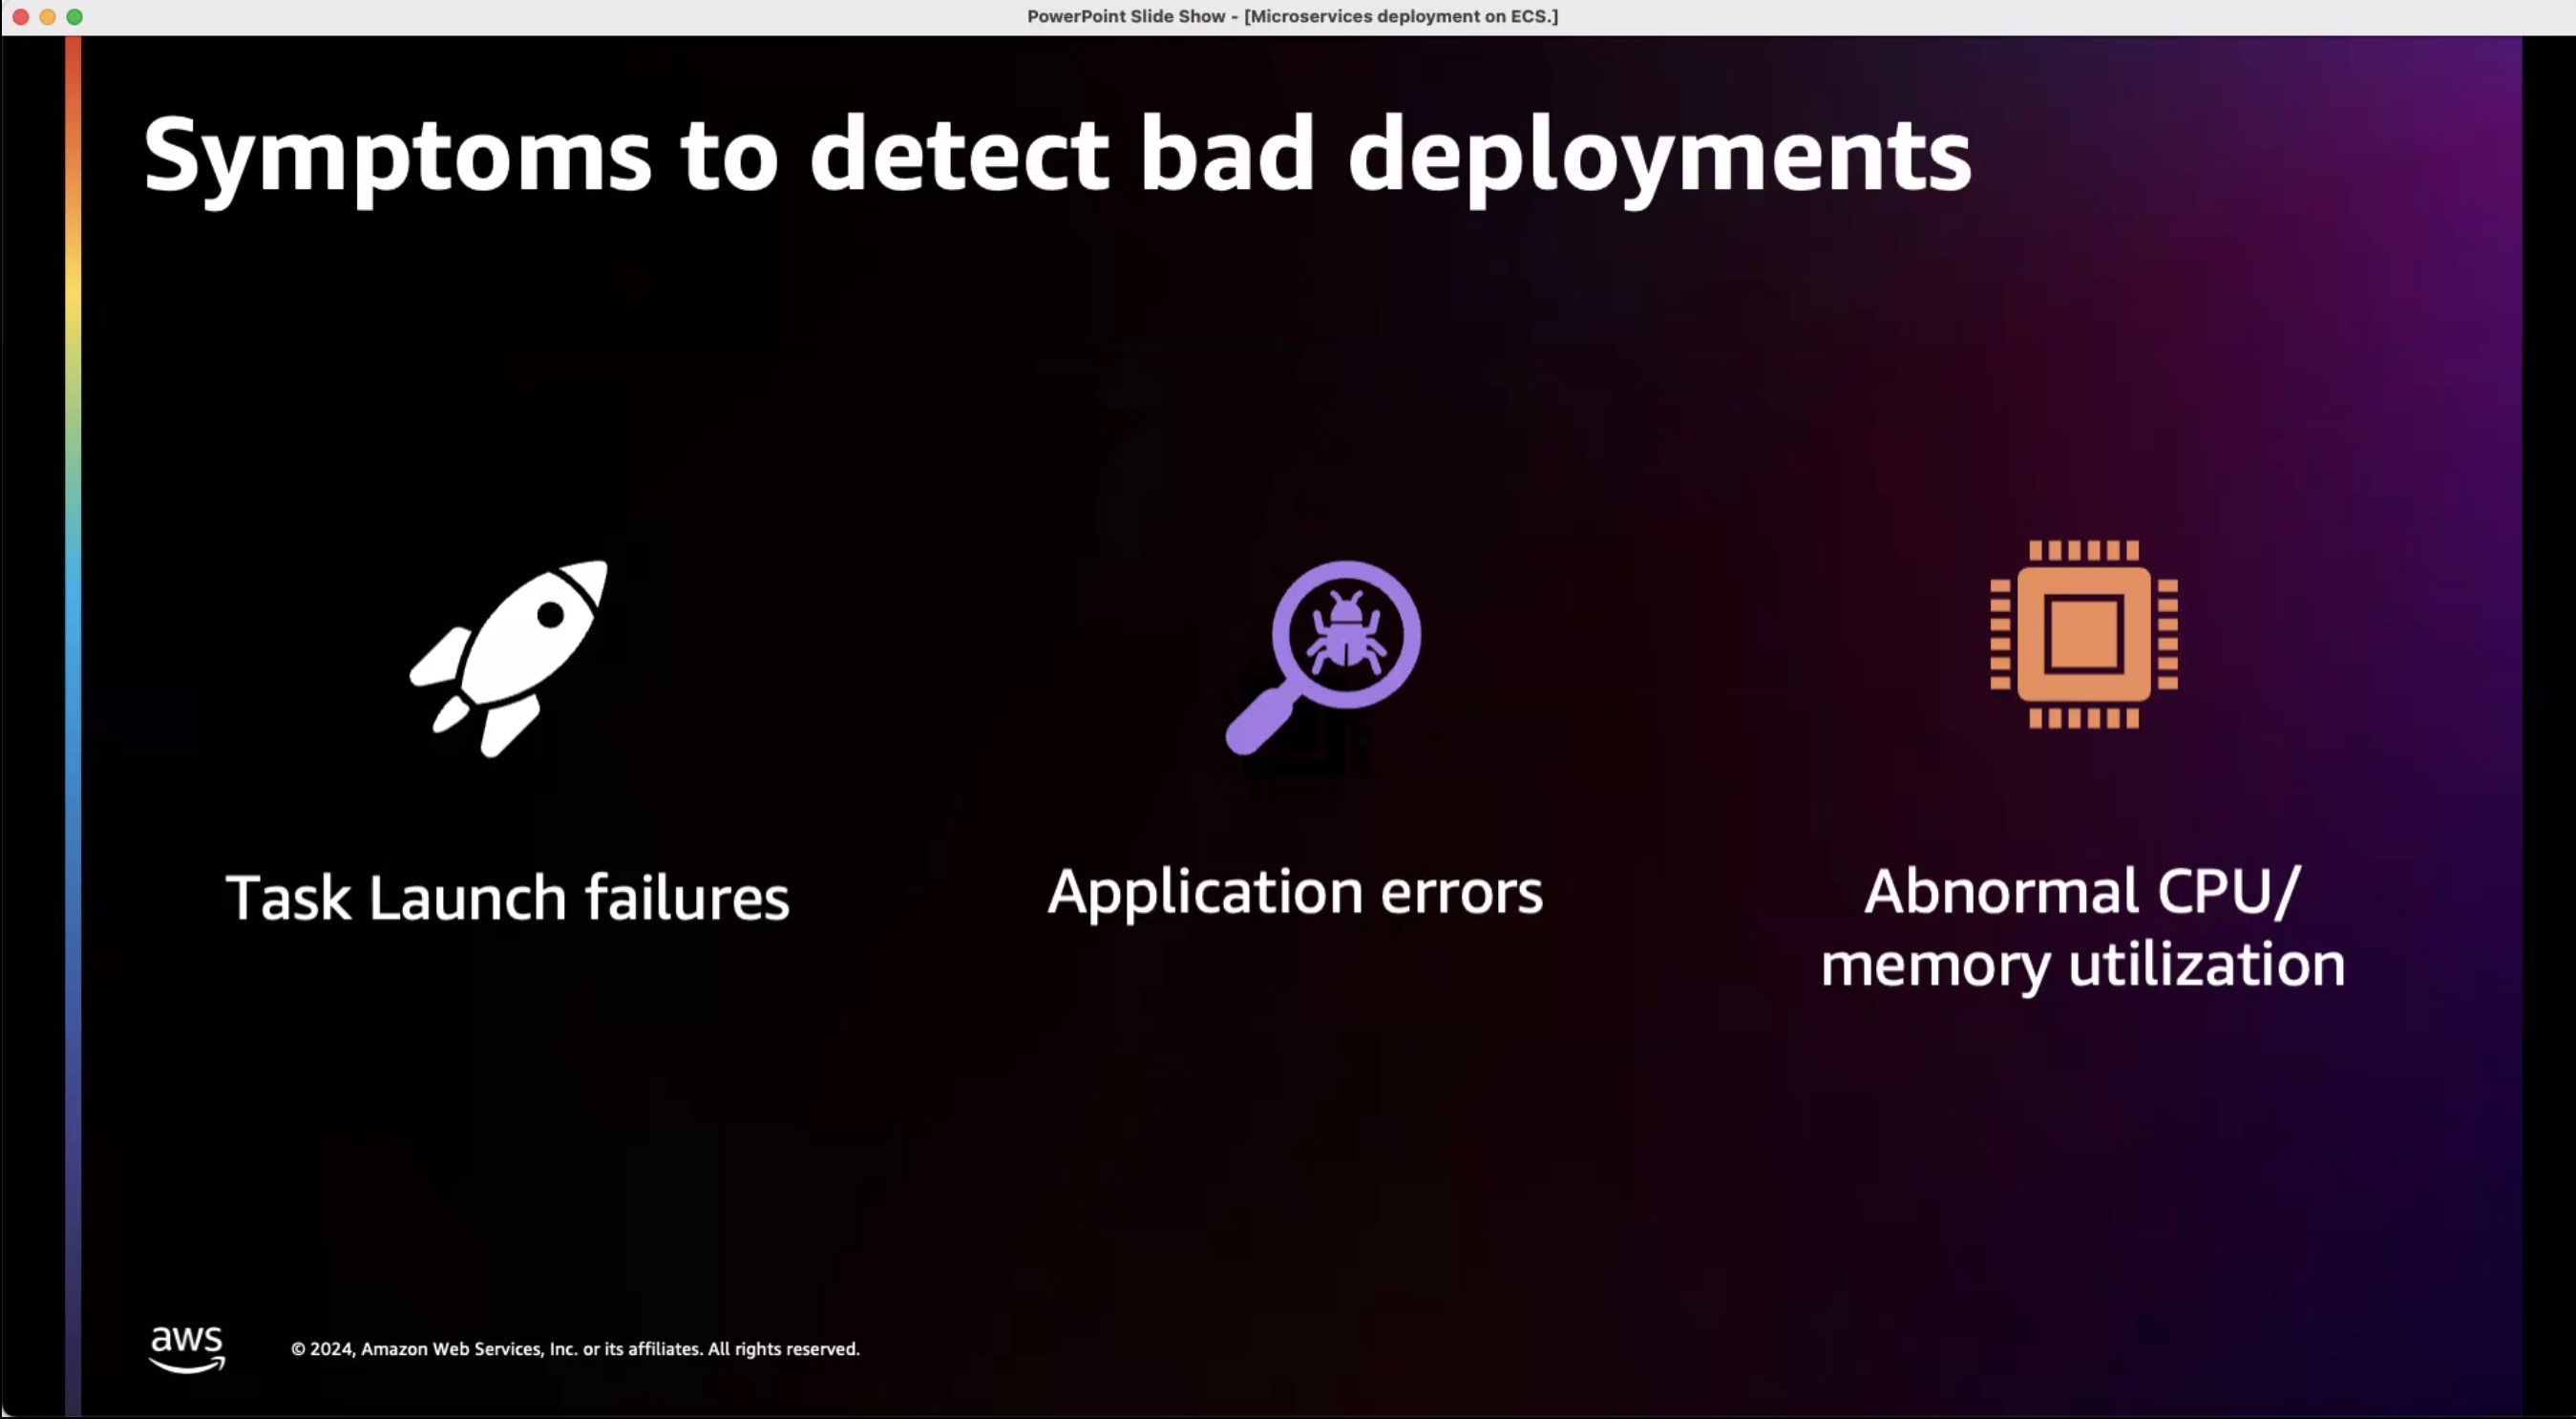 PowerPoint Slide Show - [Microservices deployment on ECS.]
Symptoms to detect bad deployments
Task Launch failures
Application errors
Abnormal CPU/
memory utilization
aws
© 2024, Amazon Web Services, Inc. or its affiliates. All rights reserved.